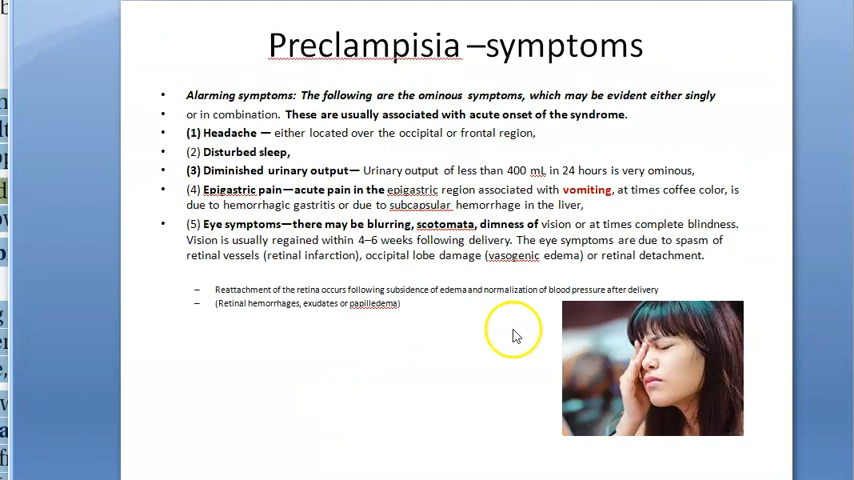 Preclampisia –symptoms
• Alarming symptoms: The following are the ominous symptoms, which may be evident either singly
• or in combination. These are usually associated with acute onset of the syndrome.
• (1) Headache — either located over the occipital or frontal region,
• (2) Disturbed sleep,
• (3) Diminished urinary output— Urinary output of less than 400 mL in 24 hours is very ominous,
• (4) Epigastric pain—acute pain in the epigastric region associated with vomiting, at times coffee color, is
due to hemorrhagic gastritis or due to subcapsular hemorrhage in the liver,
• (5) Eye symptoms—there may be blurring, scotomata, dimness of vision or at times complete blindness.
Vision is usually regained within 4–6 weeks following delivery. The eye symptoms are due to spasm of
retinal vessels (retinal infarction), occipital lobe damage (vasogenic edema) or retinal detachment.
– Reattachment of the retina occurs following subsidence of edema and normalization of blood pressure after delivery
– (Retinal hemorrhages, exudates or papilledema)